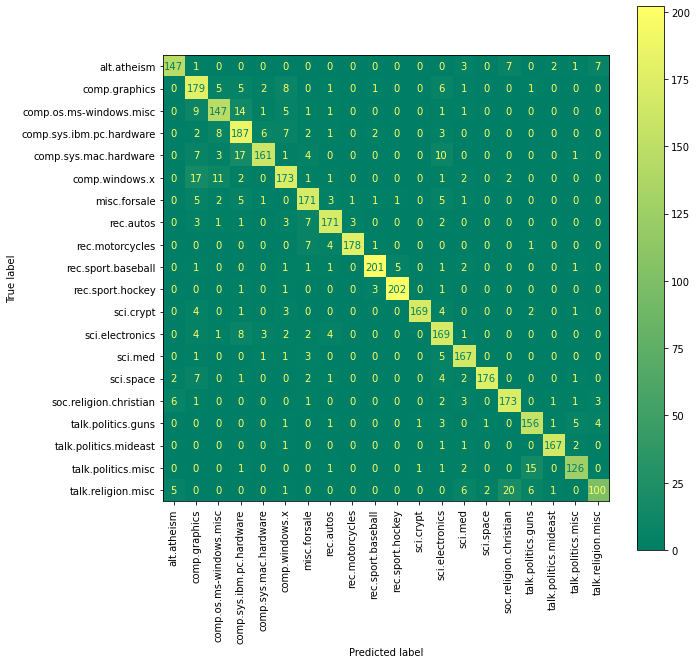 alt.atheism 147 1 0 0 0 0 0 0 0 0 0 0 0 3 0 7 0 2 1 7
comp.graphics 0 179 5 5 2 8 0 1 0 1 0 0 6 1 0 0 1 0 0 0
comp.os.ms-windows.misc 0 9 147 14 1 5 1 1 0 0 0 0 1 1 0 0 0 0 0 0
comp.sys.ibm.pc.hardware 0 2 8 187 6 7 2 1 0 2 0 0 3 0 0 0 0 0 0 0
comp.sys.mac.hardware 0 7 3 17 161 1 4 0 0 0 0 0 10 0 0 0 0 0 1 0
comp.windows.x 0 17 11 2 0 173 1 1 0 0 0 0 1 2 0 2 0 0 0 0
misc.forsale 0 5 2 5 1 0 171 3 1 1 1 0 5 1 0 0 0 0 0 0
rec.autos 0 3 1 1 0 3 7 171 3 0 0 0 2 0 0 0 0 0 0 0
rec.motorcycles 0 0 0 0 0 0 7 4 178 1 0 0 0 0 0 0 1 0 0 0
rec.sport.baseball 0 1 0 0 0 1 1 1 0 201 5 0 1 2 0 0 0 0 1 0
rec.sport.hockey 0 0 0 1 0 1 0 0 0 3 202 0 1 0 0 0 0 0 0 0
sci.crypt 0 4 0 1 0 3 0 0 0 0 0 169 4 0 0 0 2 0 1 0
sci.electronics 0 4 1 8 3 2 2 4 0 0 0 0 169 1 0 0 0 0 0 0
sci.med 0 1 0 0 1 1 3 0 0 0 0 0 5 167 0 0 0 0 0 0
sci.space 2 7 0 1 0 0 2 1 0 0 0 0 4 2 176 0 0 0 1 0
soc.religion.christian 6 1 0 0 0 0 1 0 0 0 0 0 2 3 0 173 0 1 1 3
talk.politics.guns 0 0 0 0 0 1 0 1 0 0 0 1 3 0 1 0 156 1 5 4
talk.politics.mideast 0 0 0 0 0 1 0 0 0 0 0 0 1 1 0 0 0 167 2 0
talk.politics.misc 0 0 0 1 0 0 0 1 0 0 0 1 1 2 0 0 15 0 126 0
talk.religion.misc 5 0 0 0 0 1 0 0 0 0 0 0 0 6 2 20 6 1 0 100
True label
alt.atheism
comp.graphics
comp.os.ms-windows.misc
comp.sys.ibm.pc.hardware
comp.sys.mac.hardware
comp.windows.x
misc.forsale
rec.autos
rec.motorcycles
rec.sport.baseball
rec.sport.hockey
sci.crypt
sci.electronics
sci.med
sci.space
soc.religion.christian
talk.politics.guns
talk.politics.mideast
talk.politics.misc
talk.religion.misc
Predicted label
200
175
150
125
100
75
50
25
0